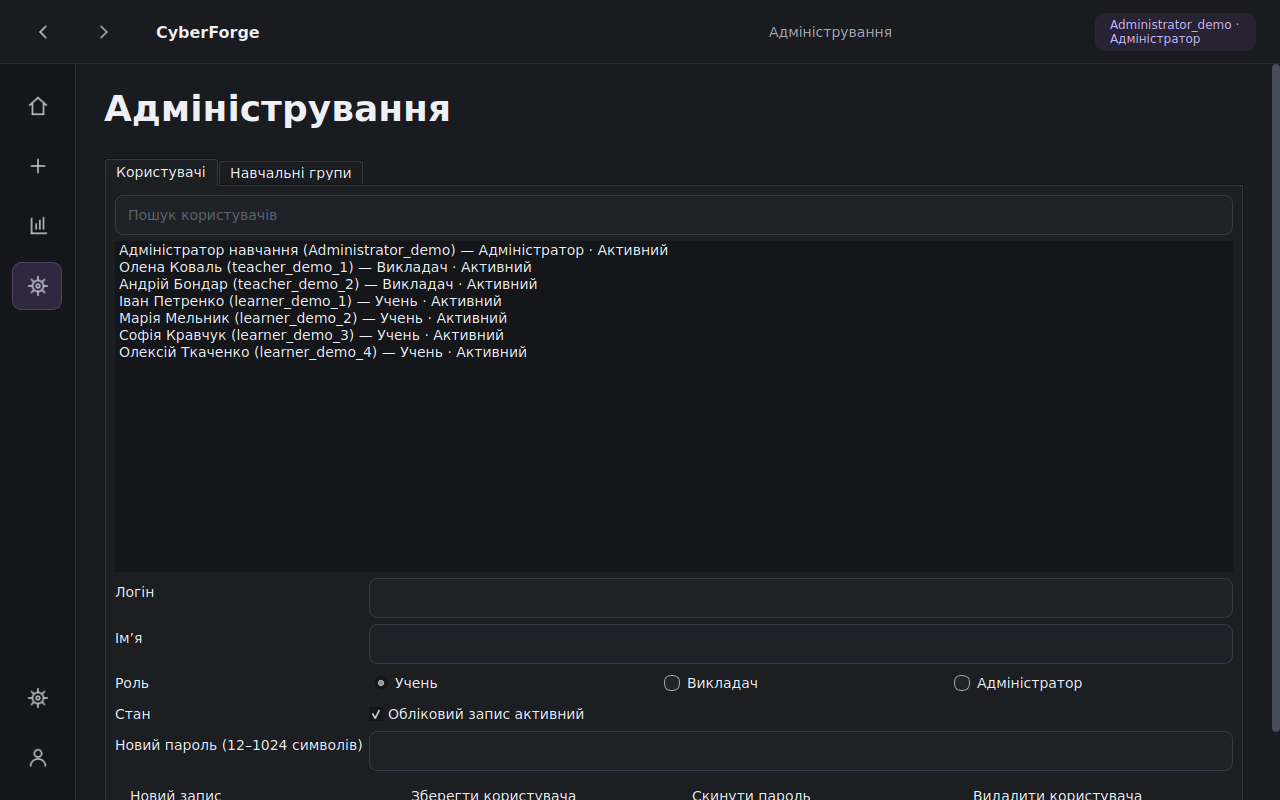 CyberForge
Адміністрування
Administrator_demo ·
Адміністратор
Адміністрування
Користувачі
Навчальні групи
Пошук користувачів
Адміністратор навчання (Administrator_demo) — Адміністратор · Активний
Олена Коваль (teacher_demo_1) — Викладач · Активний
Андрій Бондар (teacher_demo_2) — Викладач · Активний
Іван Петренко (learner_demo_1) — Учень · Активний
Марія Мельник (learner_demo_2) — Учень · Активний
Софія Кравчук (learner_demo_3) — Учень · Активний
Олексій Ткаченко (learner_demo_4) — Учень · Активний
Логін
Ім’я
Роль
Учень
Викладач
Адміністратор
Стан
Обліковий запис активний
Новий пароль (12–1024 символів)
Новий запис
Зберегти користувача
Скинути пароль
Видалити користувача